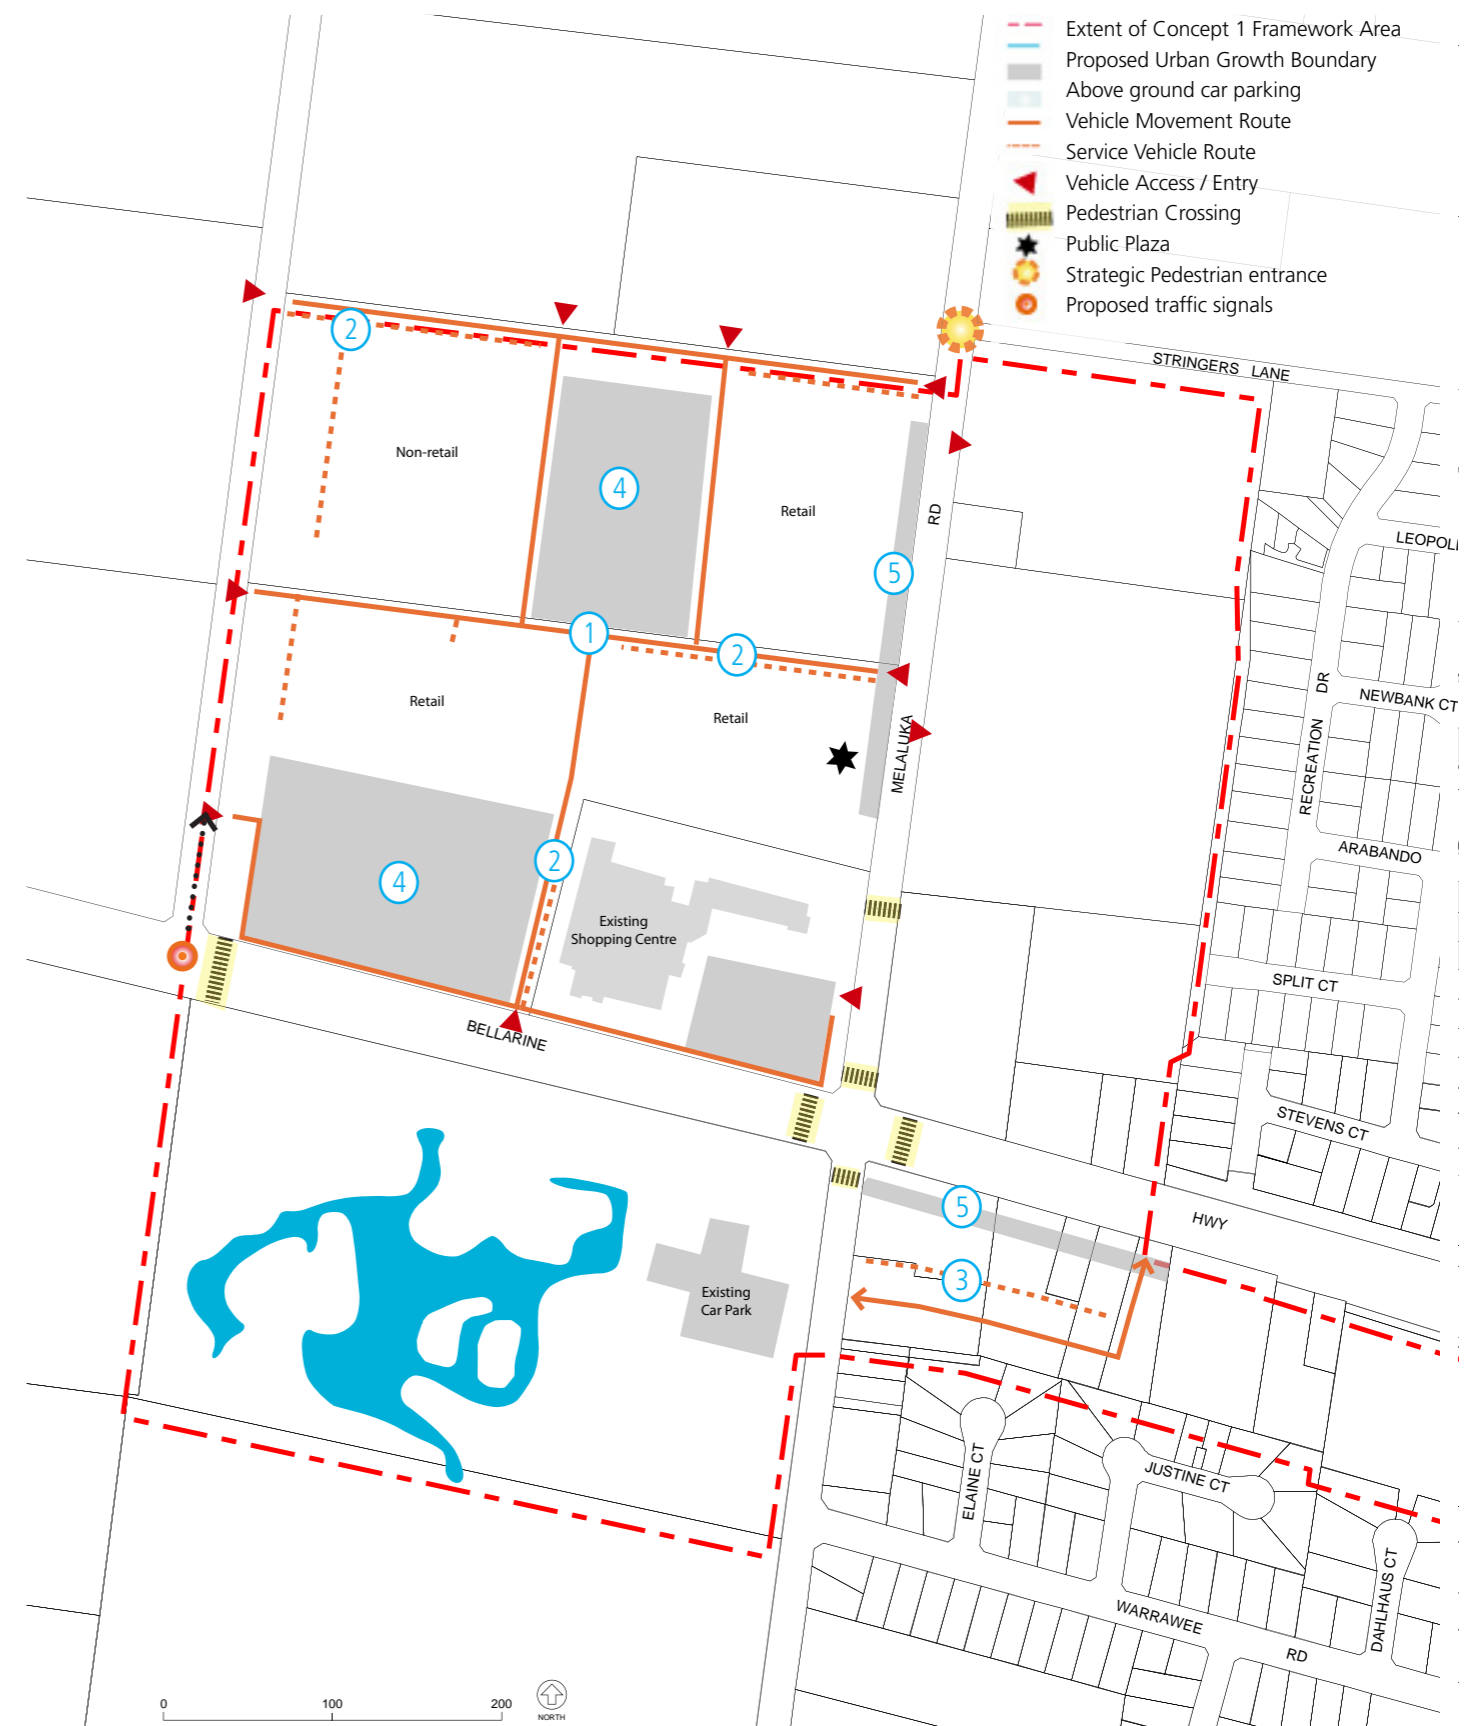 Extent of Concept 1 Framework Area
Proposed Urban Growth Boundary
Above ground car parking
Vehicle Movement Route
Service Vehicle Route
Vehicle Access / Entry
Pedestrian Crossing
Public Plaza
Strategic Pedestrian entrance
Proposed traffic signals
2
STRINGERS LANE
Non-retail
4
Retail
RD
LEOPOL
5
1
2
DR
NEWBANK CT
Retail
Retail
MELALUKA
RECREATION
ARABANDO
2
4
Existing
Shopping Centre
SPLIT CT
BELLARINE
STEVENS CT
5
HWY
3
Existing
Car Park
ELAINE CT
JUSTINE CT
DAHLHAUS CT
WARRAWEE
RD
0
100
200
NORTH